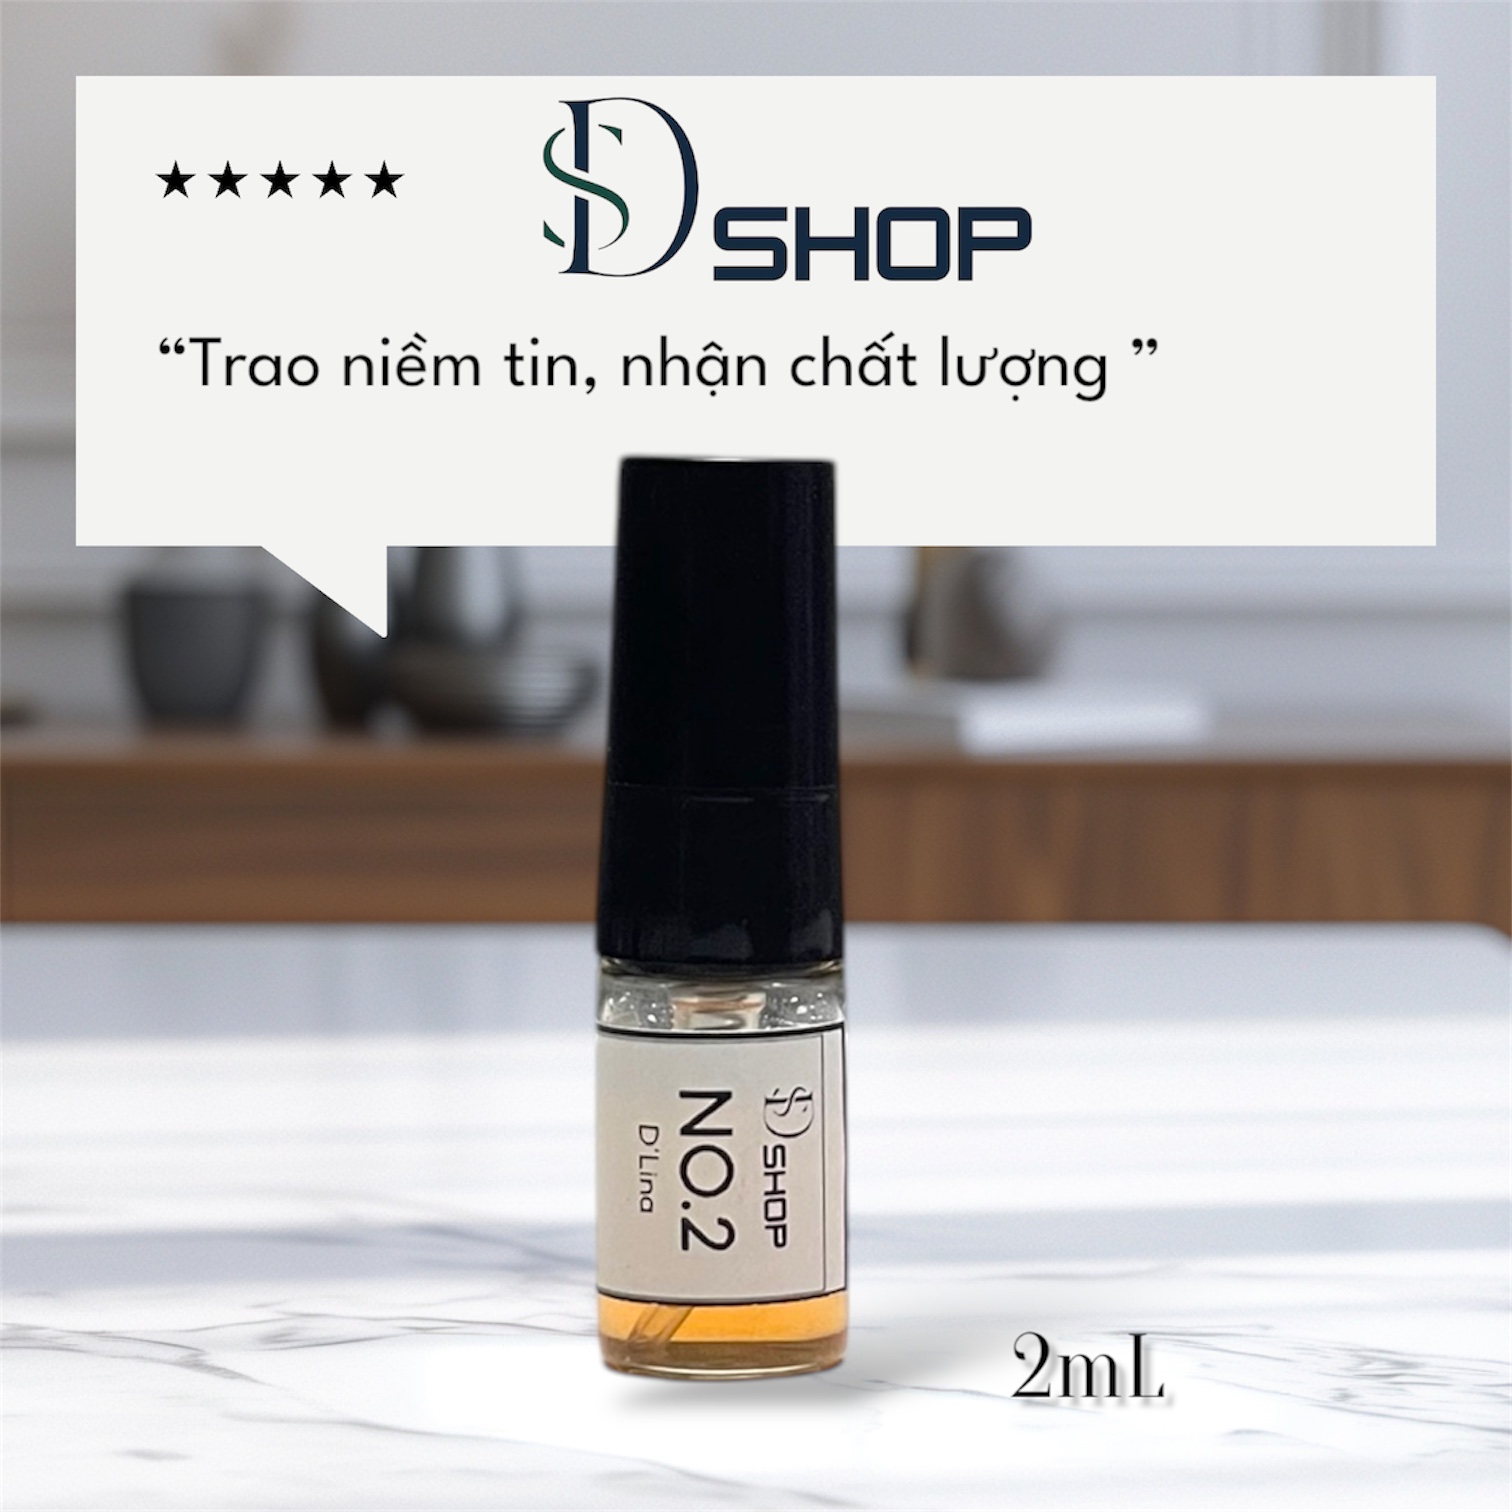 ★★★★★
SD SHOP
“Trao niềm tin, nhận chất lượng ”
SD SHOP
NO.2
D'Lina
2mL